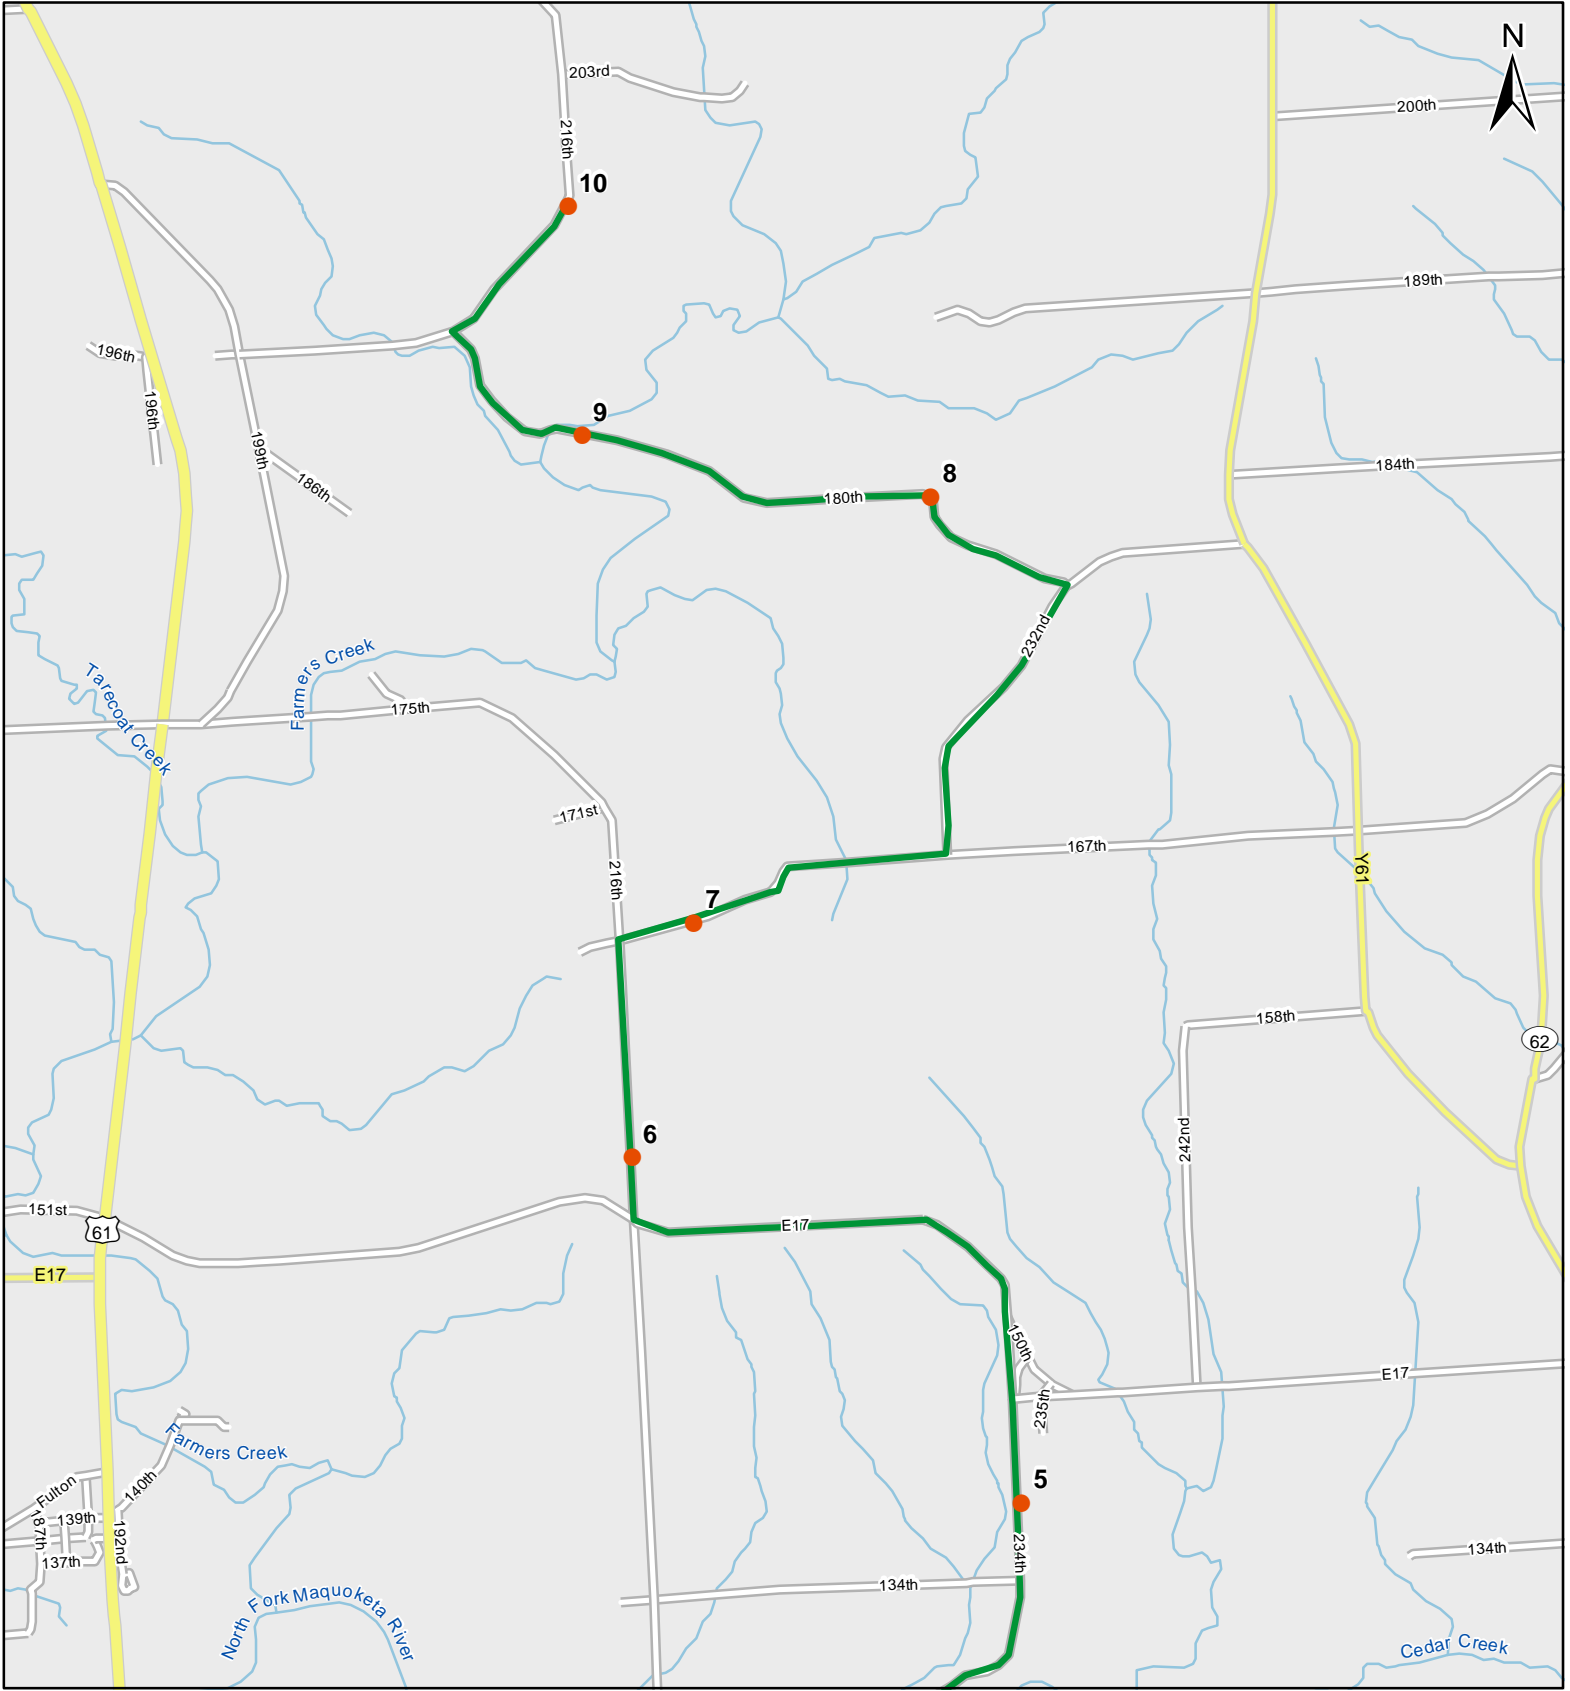 N
203rd
200th
216th
10
189th
196th
196th
9
199th
8
184th
186th
180th
232nd
Farmers Creek
Tarecoat Creek
175th
171st
167th
216th
Y61
7
158th
62
6
242nd
151st
61
E17
E17
150th
E17
235th
Farmers Creek
5
Fulton
140th
139th
187th
192nd
137th
234th
134th
134th
North Fork Maquoketa River
Cedar Creek